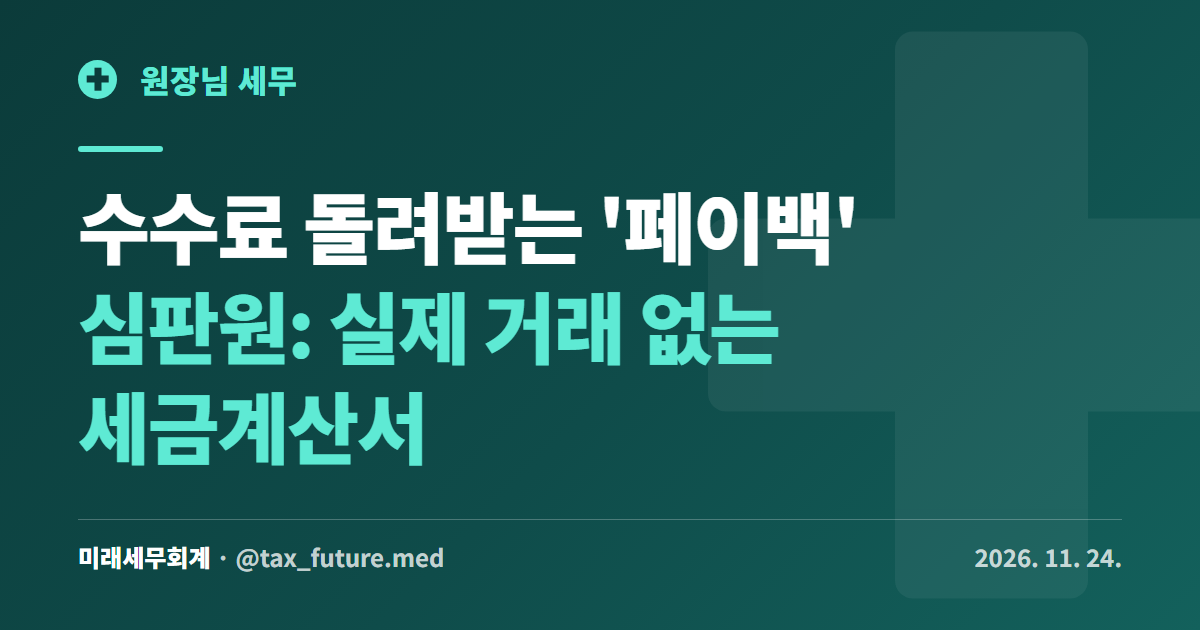 원장님 세무
수수료 돌려받는 '페이백'
심판원: 실제 거래 없는
세금계산서
미래세무회계 · @tax_future.med
2026. 11. 24.